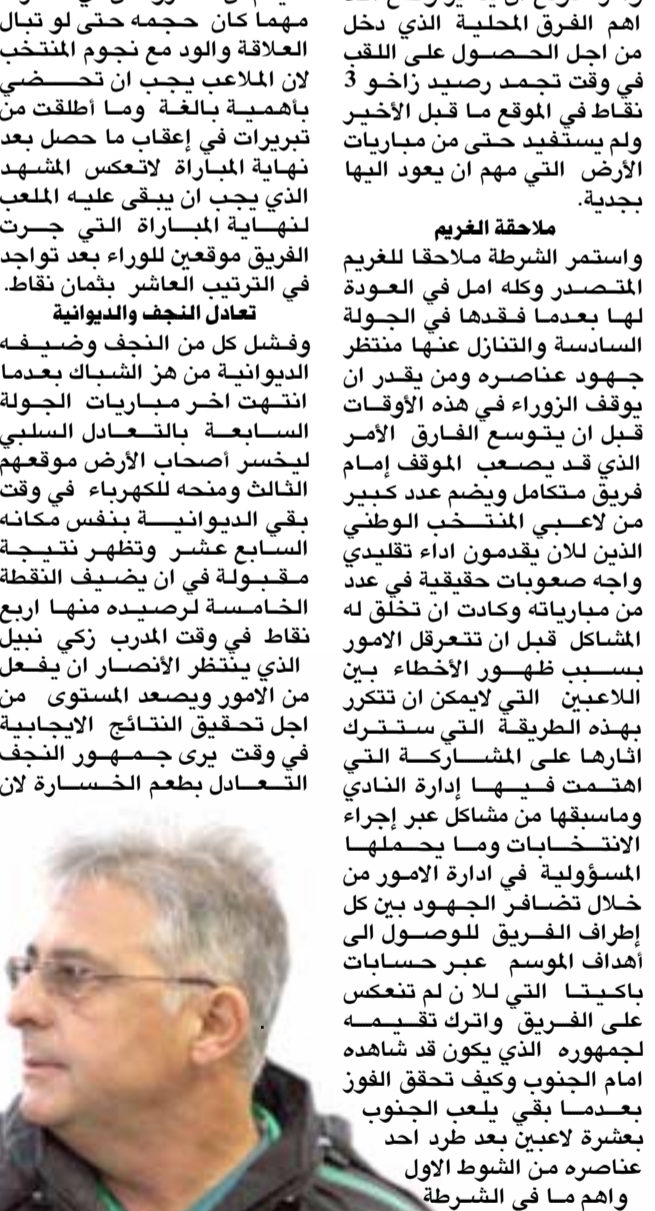 اهم الفرق المحلية الذي دخل
من اجل الحصول على اللقب
في وقت تجمد رصيد زاخو 3
نقاط في الموقع ما قبل الأخير
ولم يستفيد حتى من مباريات
الأرض التي مهم ان يعود اليها
بجدية.
ملاحقة الغريم
واستمر الشرطة ملاحقا للغريم
المتصدر وكله امل في العودة
لها بعدما فقدها في الجولة
السادسة والتنازل عنها منتظر
جهود عناصره ومن يقدر ان
يوقف الزوراء في هذه الأوقات
قبل ان يتوسع الفارق الأمر
الذي قد يصعب الموقف إمام
فريق متكامل ويضم عدد كبير
من لاعبي المنتخب الوطني
الذين للان يقدمون اداء تقليدي
واجه صعوبات حقيقية في عدد
من مبارياته وكادت ان تخلق له
المشاكل قبل ان تتعرقل الامور
بسبب ظهور الأخطاء بين
اللاعبين التي لايمكن ان تتكرر
بهذه الطريقة التي ستترك
اثارها على المشاركة التي
اهتمت فيها إدارة النادي
وماسبقها من مشاكل عبر إجراء
الانتخابات وما يحملها
المسؤولية في ادارة الامور من
خلال تضافر الجهود بين كل
إطراف الفريق للوصول الى
أهداف الموسم عبر حسابات
باكيتا التي للا ن لم تنعكس
على الفريق واترك تقيمه
لجمهوره الذي يكون قد شاهده
امام الجنوب وكيف تحقق الفوز
بعدما بقي يلعب الجنوب
بعشرة لاعبين بعد طرد احد
عناصره من الشوط الاول
واهم ما في الشرطة
مهما كان حجمه حتى لو تبال
العلاقة والود مع نجوم المنتخب
لان الملاعب يجب ان تحضي
بأهمية بالغة وما أطلقت من
تبريرات في إعقاب ما حصل بعد
نهاية المباراة لاتعكس المشهد
الذي يجب ان يبقى عليه الملعب
لنهاية المباراة التي جرت
الفريق موقعين للوراء بعد تواجد
في الترتيب العاشر بثمان نقاط.
تعادل النجف والديوانية
وفشل كل من النجف وضيفه
الديوانية من هز الشباك بعدما
انتهت اخر مباريات الجولة
السابعة بالتعادل السلبي
ليخسر أصحاب الأرض موقعهم
الثالث ومنحه للكهرباء في وقت
بقي الديوانية بنفس مكانه
السابع عشر وتظهر نتيجة
مقبولة في ان يضيف النقطة
الخامسة لرصيده منها اربع
نقاط في وقت المدرب زكي نبيل
الذي ينتظر الأنصار ان يفعل
من الامور ويصعد المستوى من
اجل تحقيق النتائج الايجابية
في وقت يرى جمهور النجف
التعادل بطعم الخسارة لان